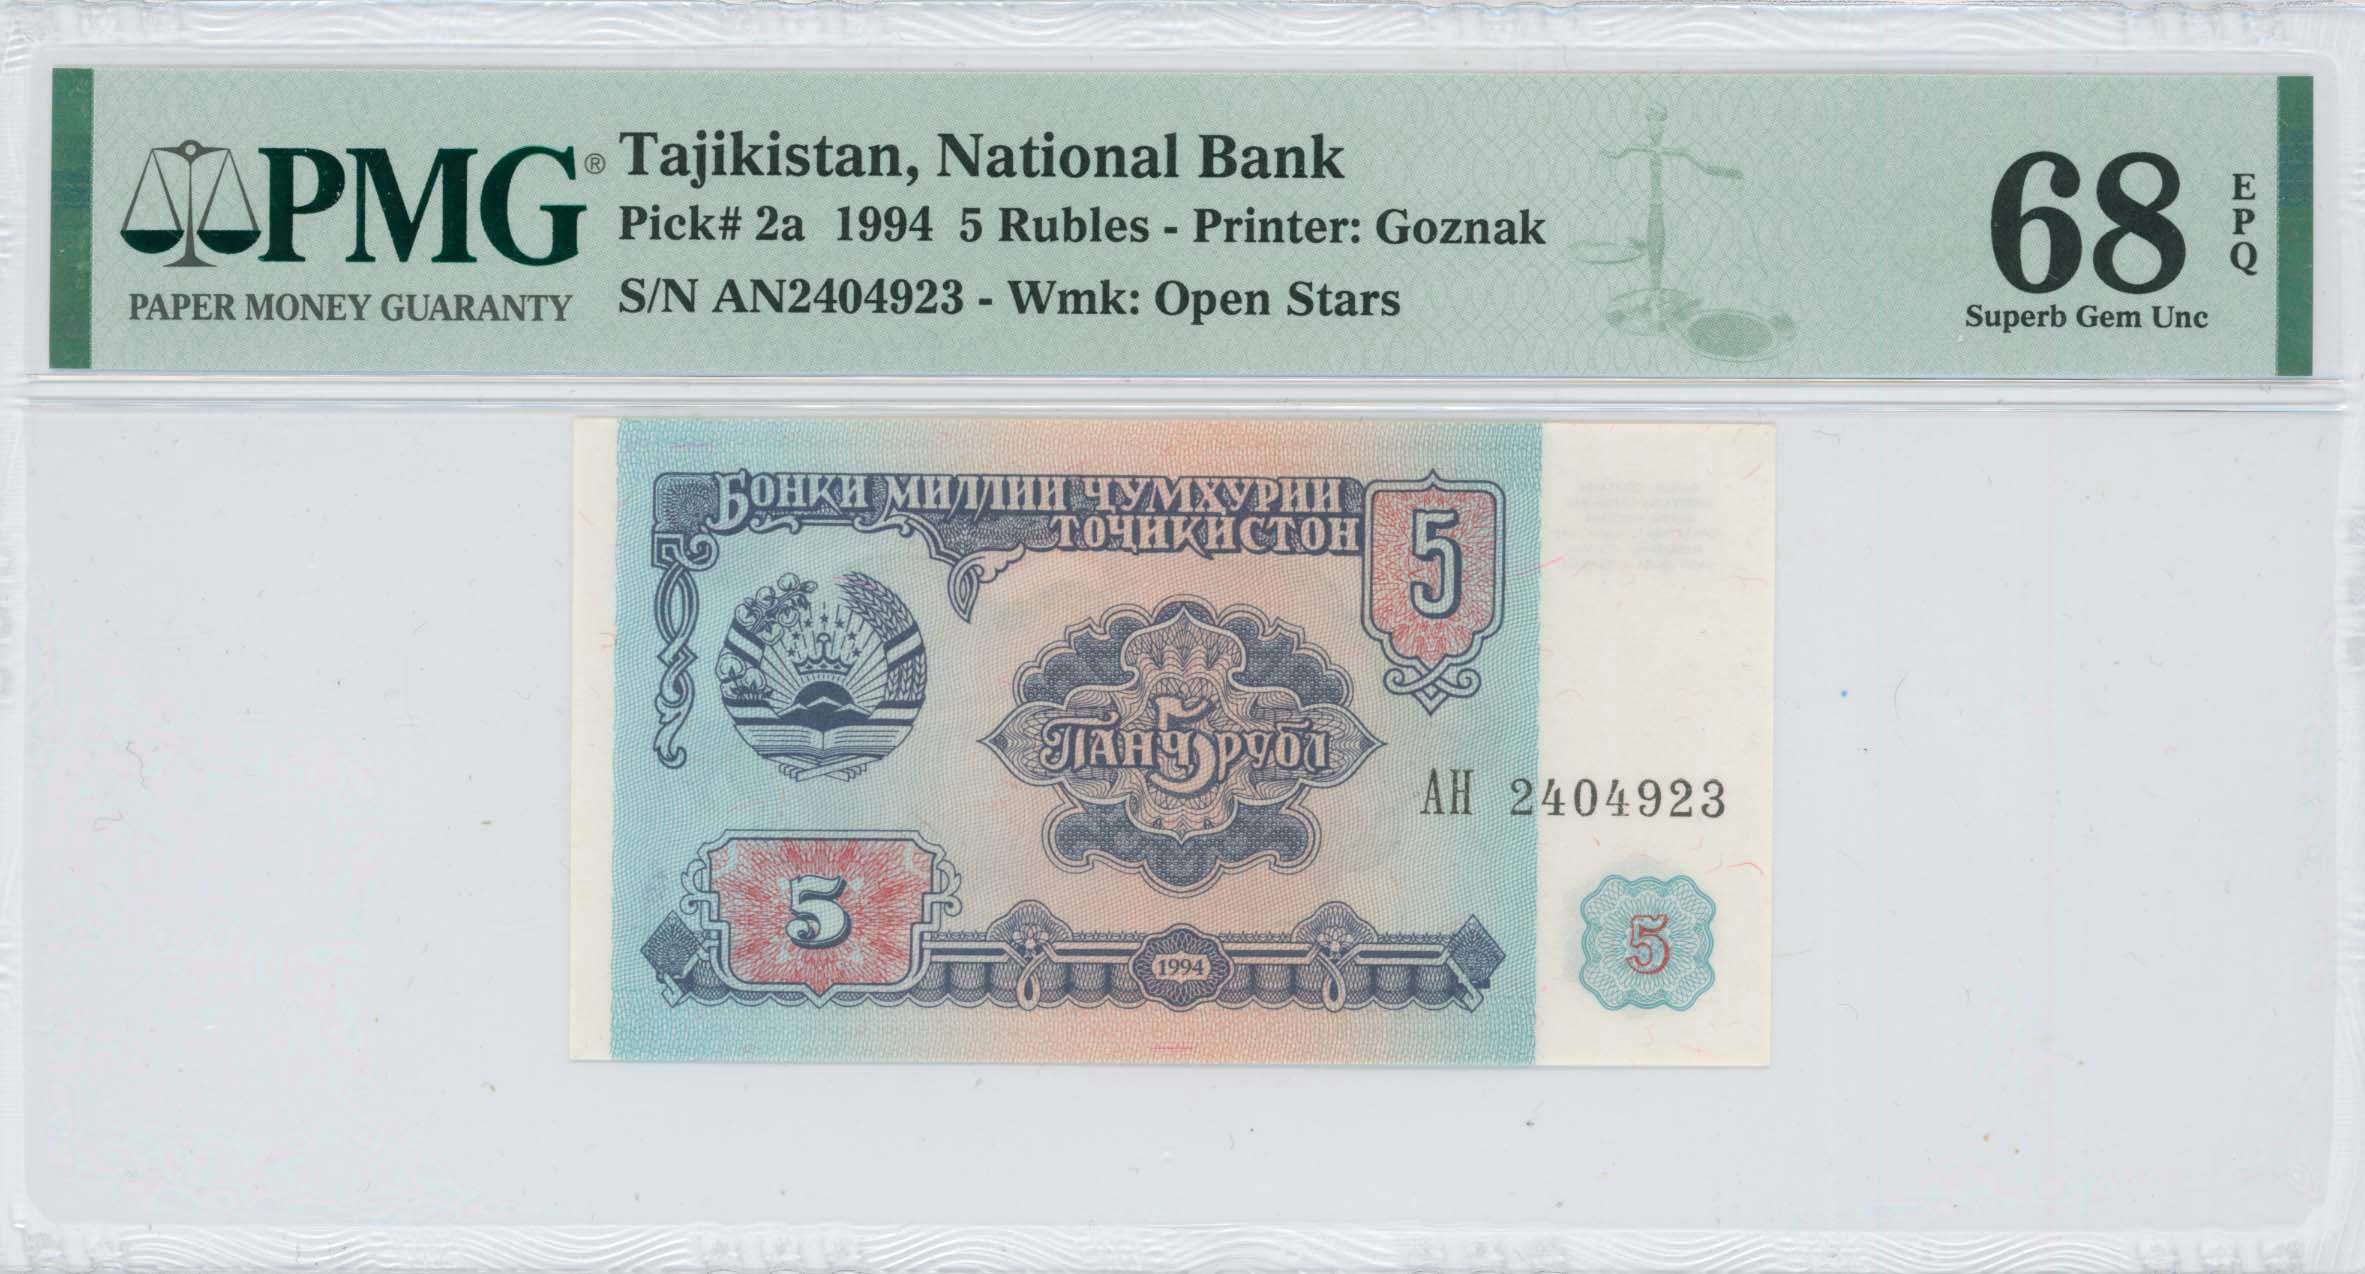 PMG®
PAPER MONEY GUARANTY
Tajikistan, National Bank
Pick# 2a 1994 5 Rubles - Printer: Goznak
S/N AN2404923 - Wmk: Open Stars
68
EPQ
Superb Gem Unc
БОНКИ МИЛЛИИ ҶУМҲУРИИ
ТОҶИКИСТОН
5
ПАНҶ 5 РУБЛ
АН 2404923
5
1994
5